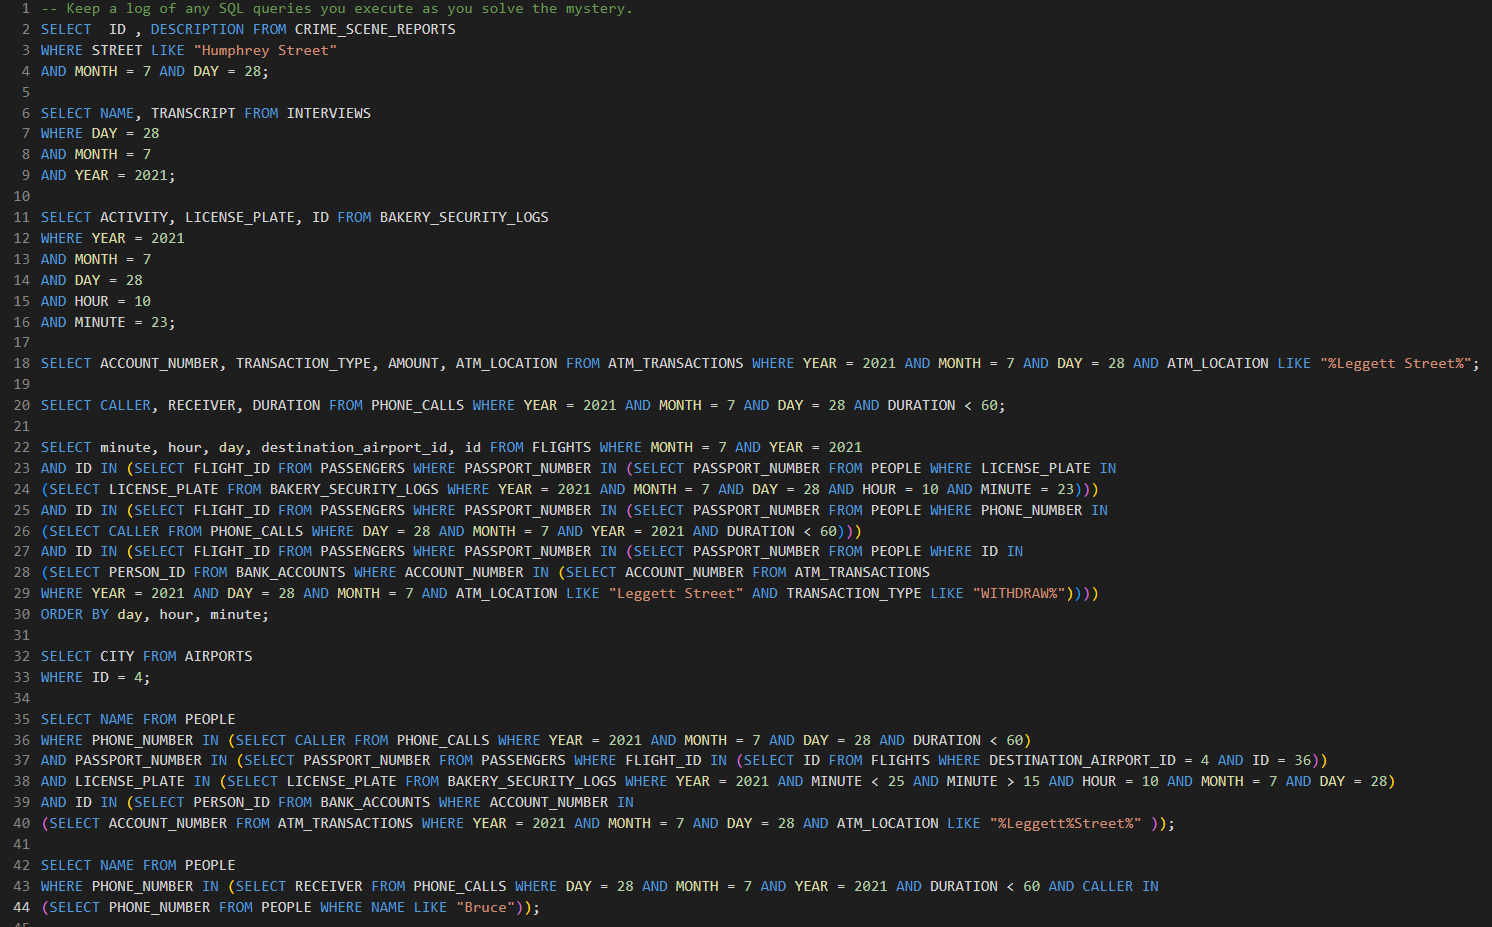 1 -- Keep a log of any SQL queries you execute as you solve the mystery.
2 SELECT  ID , DESCRIPTION FROM CRIME_SCENE_REPORTS
3 WHERE STREET LIKE "Humphrey Street"
4 AND MONTH = 7 AND DAY = 28;
5
6 SELECT NAME, TRANSCRIPT FROM INTERVIEWS
7 WHERE DAY = 28
8 AND MONTH = 7
9 AND YEAR = 2021;
10
11 SELECT ACTIVITY, LICENSE_PLATE, ID FROM BAKERY_SECURITY_LOGS
12 WHERE YEAR = 2021
13 AND MONTH = 7
14 AND DAY = 28
15 AND HOUR = 10
16 AND MINUTE = 23;
17
18 SELECT ACCOUNT_NUMBER, TRANSACTION_TYPE, AMOUNT, ATM_LOCATION FROM ATM_TRANSACTIONS WHERE YEAR = 2021 AND MONTH = 7 AND DAY = 28 AND ATM_LOCATION LIKE "%Leggett Street%";
19
20 SELECT CALLER, RECEIVER, DURATION FROM PHONE_CALLS WHERE YEAR = 2021 AND MONTH = 7 AND DAY = 28 AND DURATION < 60;
21
22 SELECT minute, hour, day, destination_airport_id, id FROM FLIGHTS WHERE MONTH = 7 AND YEAR = 2021
23 AND ID IN (SELECT FLIGHT_ID FROM PASSENGERS WHERE PASSPORT_NUMBER IN (SELECT PASSPORT_NUMBER FROM PEOPLE WHERE LICENSE_PLATE IN
24 (SELECT LICENSE_PLATE FROM BAKERY_SECURITY_LOGS WHERE YEAR = 2021 AND MONTH = 7 AND DAY = 28 AND HOUR = 10 AND MINUTE = 23)))
25 AND ID IN (SELECT FLIGHT_ID FROM PASSENGERS WHERE PASSPORT_NUMBER IN (SELECT PASSPORT_NUMBER FROM PEOPLE WHERE PHONE_NUMBER IN
26 (SELECT CALLER FROM PHONE_CALLS WHERE DAY = 28 AND MONTH = 7 AND YEAR = 2021 AND DURATION < 60)))
27 AND ID IN (SELECT FLIGHT_ID FROM PASSENGERS WHERE PASSPORT_NUMBER IN (SELECT PASSPORT_NUMBER FROM PEOPLE WHERE ID IN
28 (SELECT PERSON_ID FROM BANK_ACCOUNTS WHERE ACCOUNT_NUMBER IN (SELECT ACCOUNT_NUMBER FROM ATM_TRANSACTIONS
29 WHERE YEAR = 2021 AND DAY = 28 AND MONTH = 7 AND ATM_LOCATION LIKE "Leggett Street" AND TRANSACTION_TYPE LIKE "WITHDRAW%"))))
30 ORDER BY day, hour, minute;
31
32 SELECT CITY FROM AIRPORTS
33 WHERE ID = 4;
34
35 SELECT NAME FROM PEOPLE
36 WHERE PHONE_NUMBER IN (SELECT CALLER FROM PHONE_CALLS WHERE YEAR = 2021 AND MONTH = 7 AND DAY = 28 AND DURATION < 60)
37 AND PASSPORT_NUMBER IN (SELECT PASSPORT_NUMBER FROM PASSENGERS WHERE FLIGHT_ID IN (SELECT ID FROM FLIGHTS WHERE DESTINATION_AIRPORT_ID = 4 AND ID = 36))
38 AND LICENSE_PLATE IN (SELECT LICENSE_PLATE FROM BAKERY_SECURITY_LOGS WHERE YEAR = 2021 AND MINUTE < 25 AND MINUTE > 15 AND HOUR = 10 AND MONTH = 7 AND DAY = 28)
39 AND ID IN (SELECT PERSON_ID FROM BANK_ACCOUNTS WHERE ACCOUNT_NUMBER IN
40 (SELECT ACCOUNT_NUMBER FROM ATM_TRANSACTIONS WHERE YEAR = 2021 AND MONTH = 7 AND DAY = 28 AND ATM_LOCATION LIKE "%Leggett%Street%" ));
41
42 SELECT NAME FROM PEOPLE
43 WHERE PHONE_NUMBER IN (SELECT RECEIVER FROM PHONE_CALLS WHERE DAY = 28 AND MONTH = 7 AND YEAR = 2021 AND DURATION < 60 AND CALLER IN
44 (SELECT PHONE_NUMBER FROM PEOPLE WHERE NAME LIKE "Bruce"));